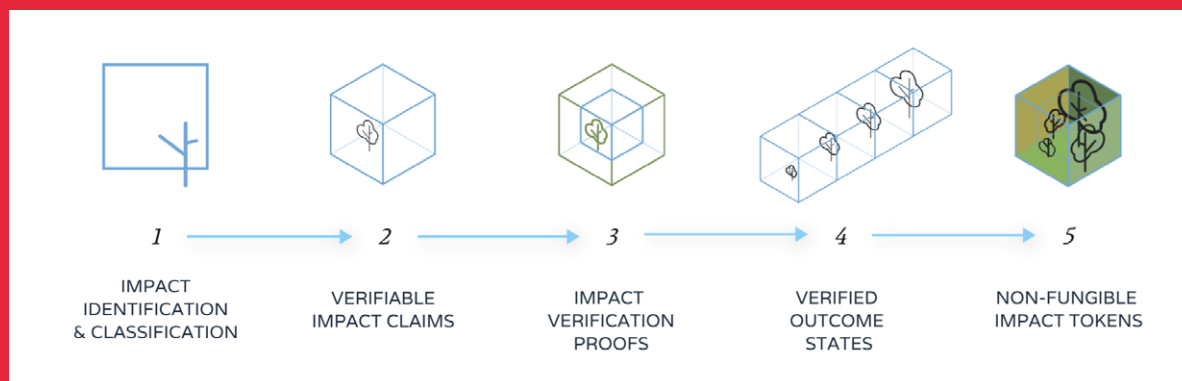 1
2
3
4
5
IMPACT
IDENTIFICATION
& CLASSIFICATION
VERIFIABLE
IMPACT CLAIMS
IMPACT
VERIFICATION
PROOFS
VERIFIED
OUTCOME
STATES
NON-FUNGIBLE
IMPACT TOKENS